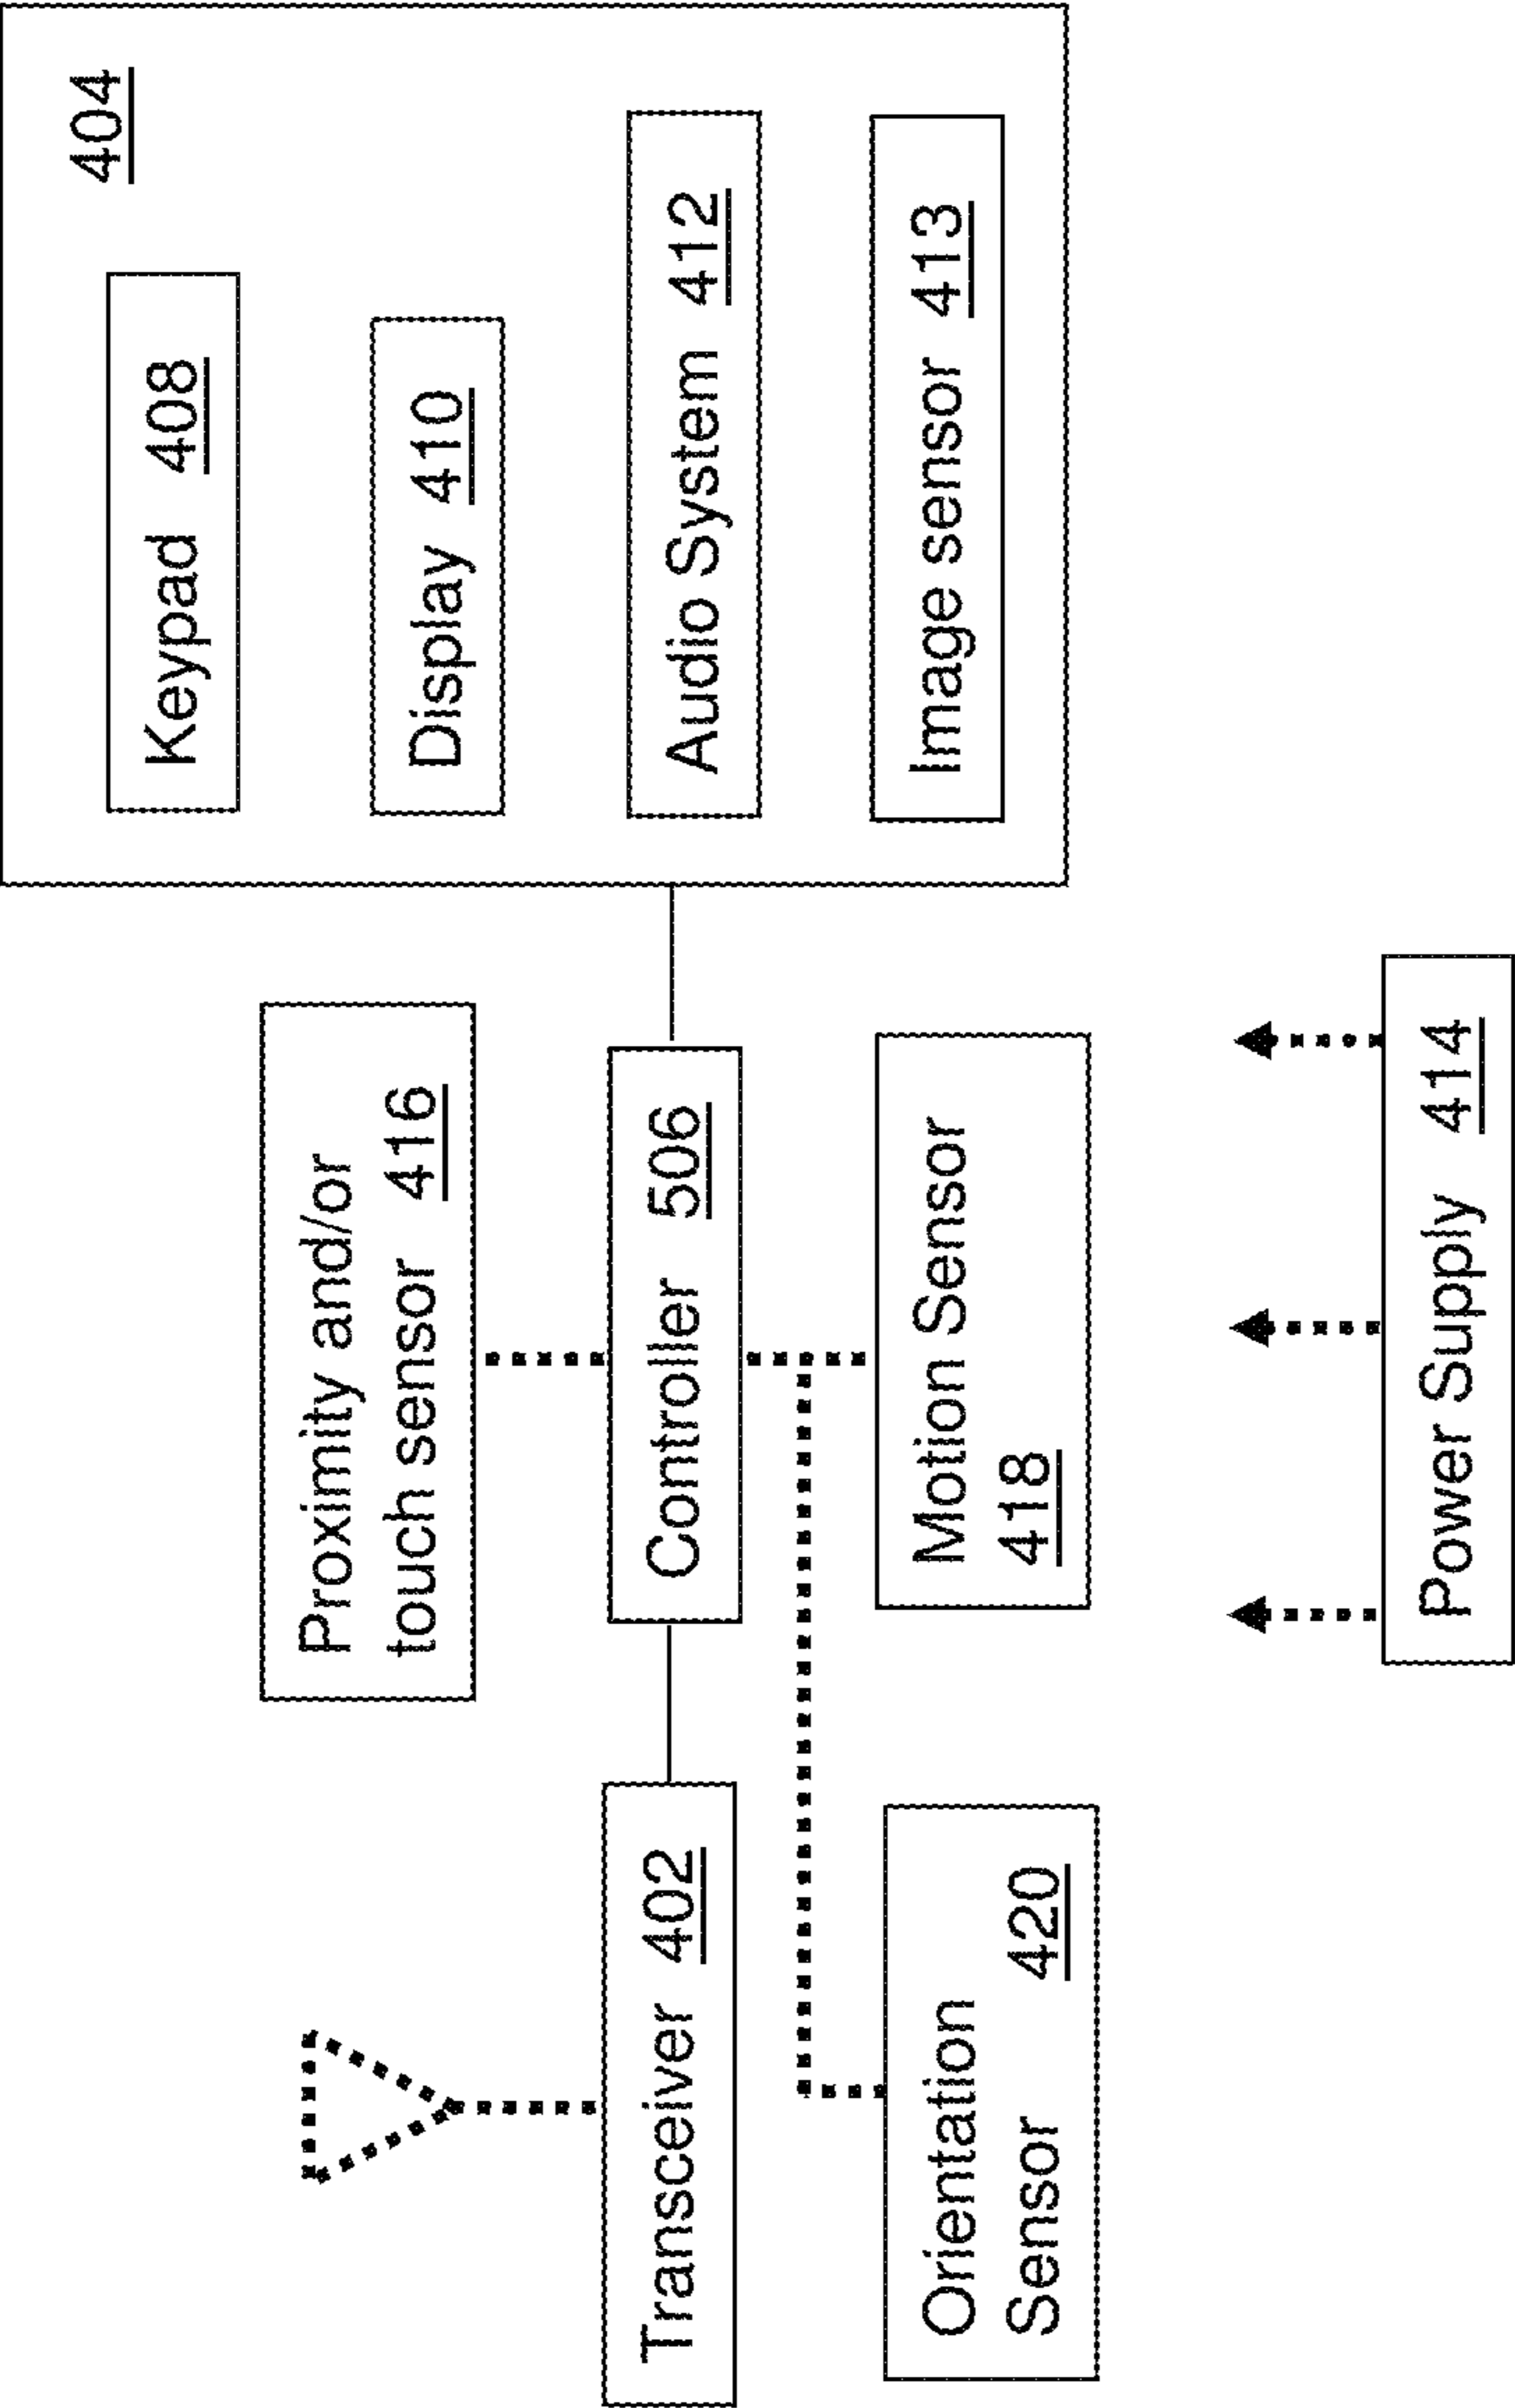 404
Keypad 408
Display 410
Audio System 412
Image sensor 413
Proximity and/or
touch sensor 416
Controller 506
Motion Sensor
418
Transceiver 402
Orientation
Sensor 420
Power Supply 414